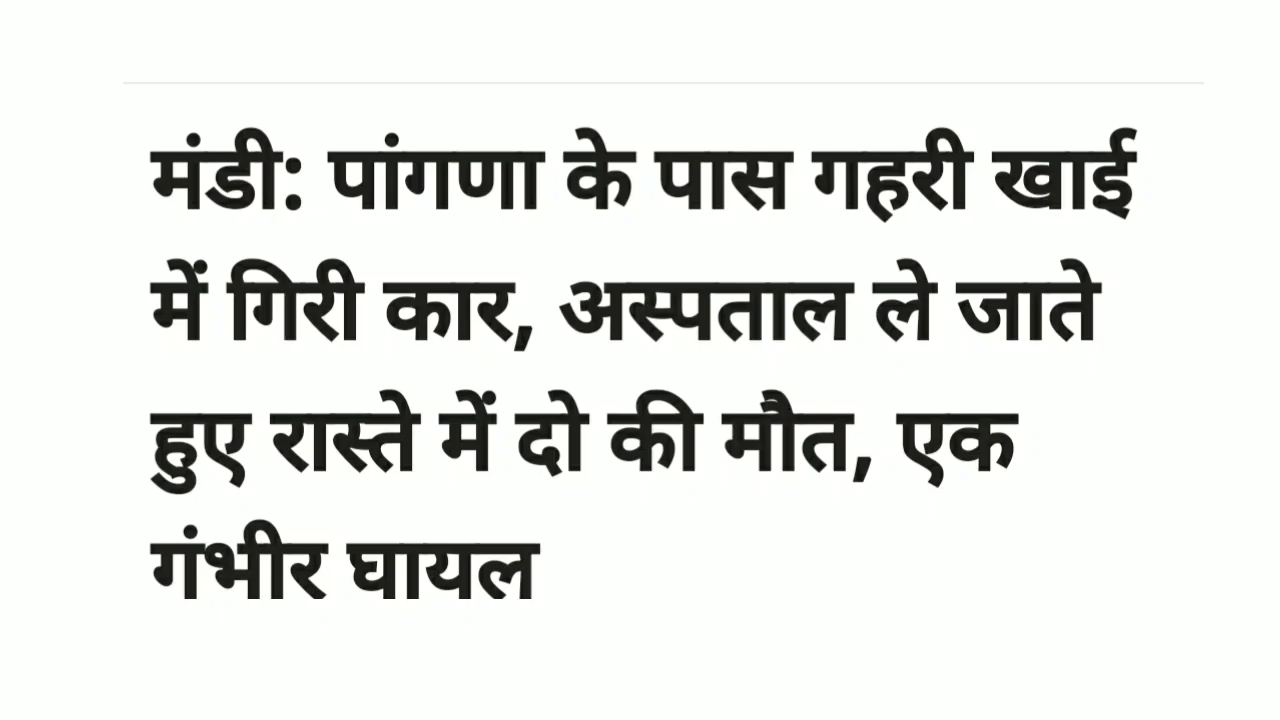 मंडी: पांगणा के पास गहरी खाई
में गिरी कार, अस्पताल ले जाते
हुए रास्ते में दो की मौत, एक
गंभीर घायल